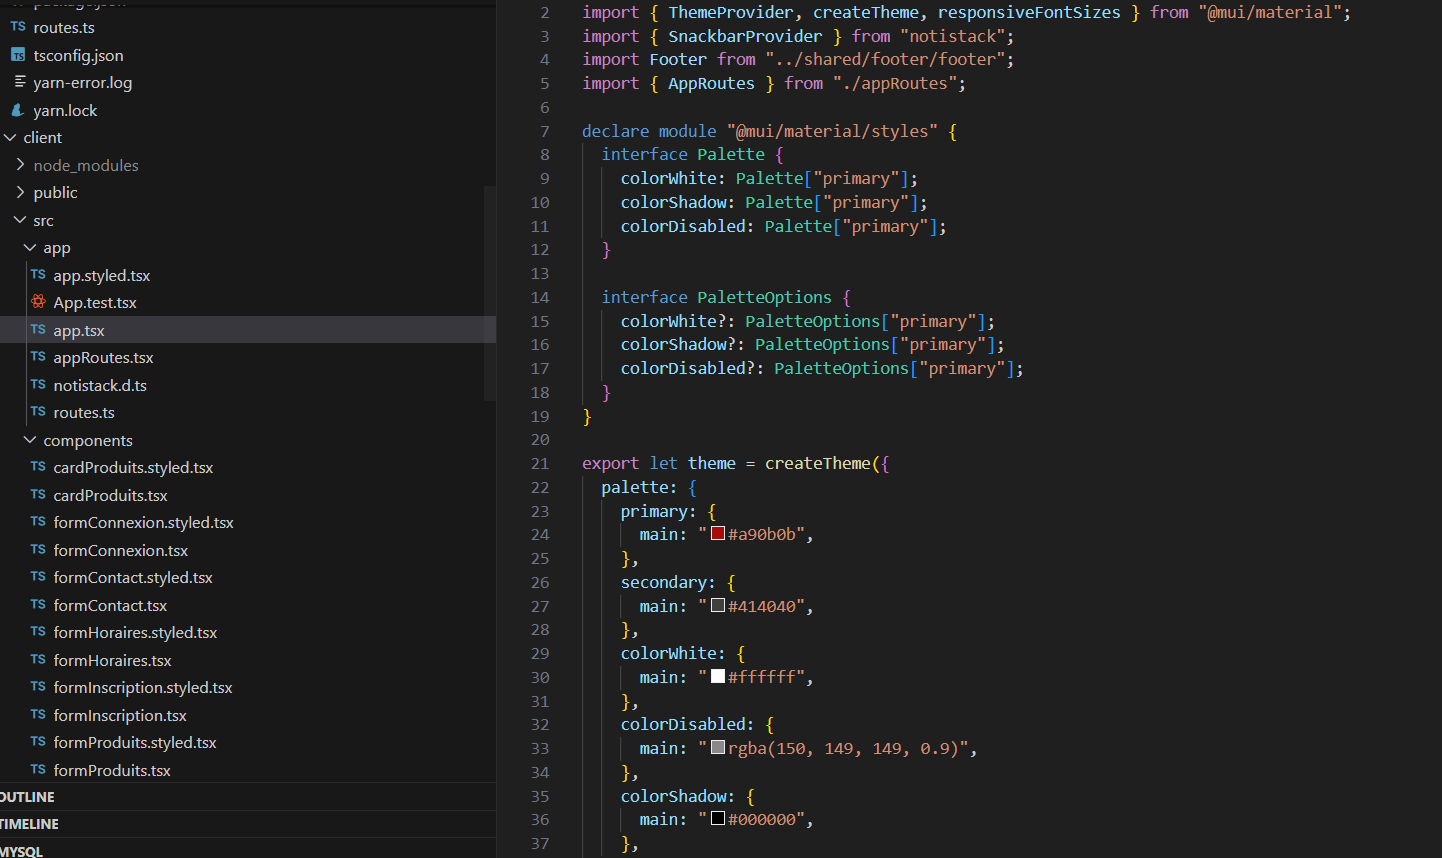 package.json
TS routes.ts
TS tsconfig.json
yarn-error.log
yarn.lock
client
node_modules
public
src
app
TS app.styled.tsx
App.test.tsx
TS app.tsx
TS appRoutes.tsx
TS notistack.d.ts
TS routes.ts
components
TS cardProduits.styled.tsx
TS cardProduits.tsx
TS formConnexion.styled.tsx
TS formConnexion.tsx
TS formContact.styled.tsx
TS formContact.tsx
TS formHoraires.styled.tsx
TS formHoraires.tsx
TS formInscription.styled.tsx
TS formInscription.tsx
TS formProduits.styled.tsx
TS formProduits.tsx
OUTLINE
TIMELINE
MYSQL
2 import { ThemeProvider, createTheme, responsiveFontSizes } from "@mui/material";
3 import { SnackbarProvider } from "notistack";
4 import Footer from "../shared/footer/footer";
5 import { AppRoutes } from "./appRoutes";
6
7 declare module "@mui/material/styles" {
8 interface Palette {
9 colorWhite: Palette["primary"];
10 colorShadow: Palette["primary"];
11 colorDisabled: Palette["primary"];
12 }
13
14 interface PaletteOptions {
15 colorWhite?: PaletteOptions["primary"];
16 colorShadow?: PaletteOptions["primary"];
17 colorDisabled?: PaletteOptions["primary"];
18 }
19 }
20
21 export let theme = createTheme({
22 palette: {
23 primary: {
24 main: "#a90b0b",
25 },
26 secondary: {
27 main: "#414040",
28 },
29 colorWhite: {
30 main: "#ffffff",
31 },
32 colorDisabled: {
33 main: "rgba(150, 149, 149, 0.9)",
34 },
35 colorShadow: {
36 main: "#000000",
37 },